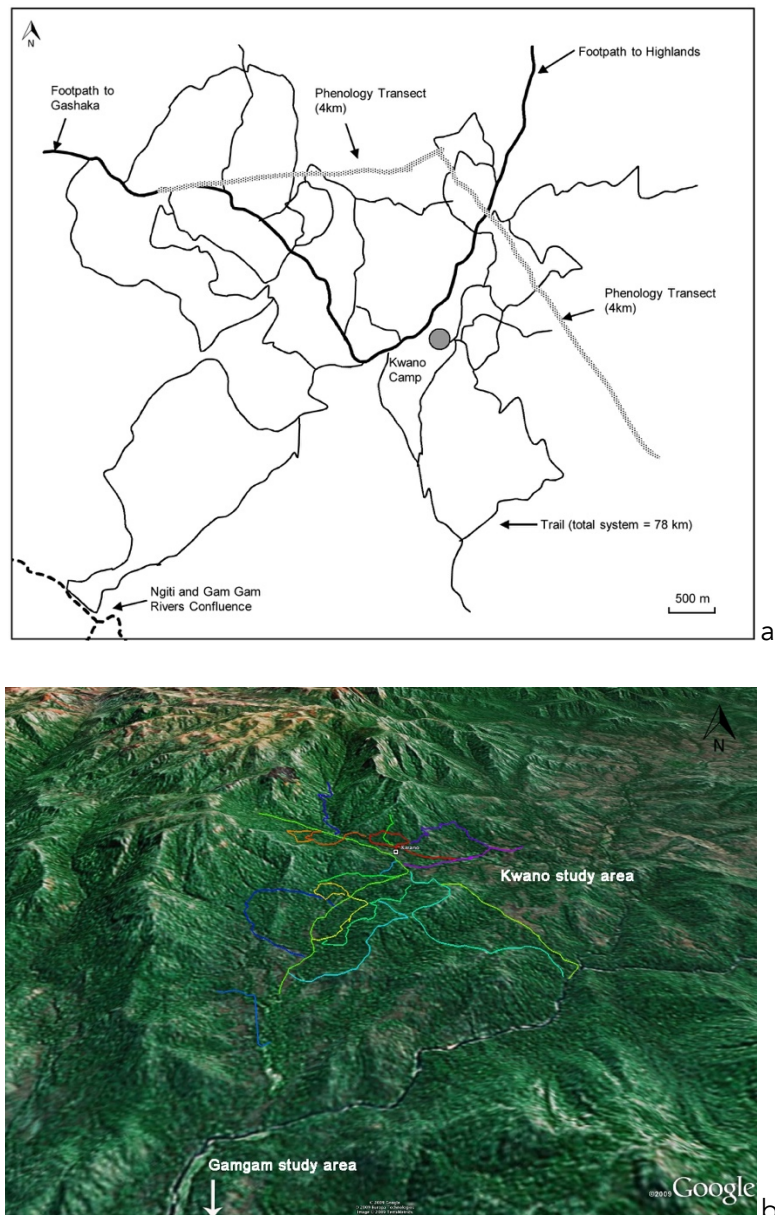 N
Footpath to
Gashaka
Phenology Transect
(4km)
Footpath to Highlands
Phenology Transect
(4km)
Kwano
Camp
Trail (total system = 78 km)
Ngiti and Gam Gam
Rivers Confluence
500 m
a
N
Kwano
Kwano study area
Gamgam study area
©2009 Google
b